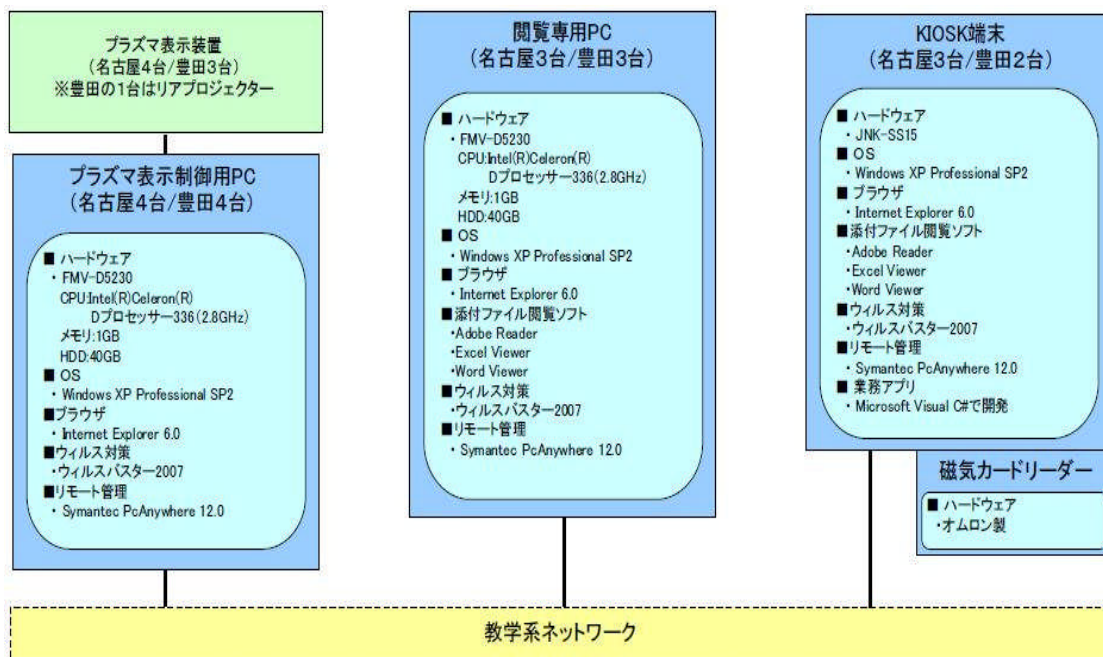 プラズマ表示装置
(名古屋4台/豊田3台)
※豊田の1台はリアプロジェクター
プラズマ表示制御用PC
(名古屋4台/豊田4台)
■ ハードウェア
・ FMV-D5230
CPU:Intel(R)Celeron(R)
Dプロセッサー336(2.8GHz)
メモリ:1GB
HDD:40GB
■ OS
・ Windows XP Professional SP2
■ブラウザ
・ Internet Explorer 6.0
■ウィルス対策
・ウィルスバスター2007
■リモート管理
・ Symantec PcAnywhere 12.0
閲覧専用PC
(名古屋3台/豊田3台)
■ ハードウェア
・ FMV-D5230
CPU:Intel(R)Celeron(R)
Dプロセッサー336(2.8GHz)
メモリ:1GB
HDD:40GB
■ OS
・ Windows XP Professional SP2
■ ブラウザ
・ Internet Explorer 6.0
■添付ファイル閲覧ソフト
・Adobe Reader
・Excel Viewer
・Word Viewer
■ウィルス対策
・ウィルスバスター2007
■リモート管理
・ Symantec PcAnywhere 12.0
KIOSK端末
(名古屋3台/豊田2台)
■ ハードウェア
・ JNK-SS15
■ OS
・ Windows XP Professional SP2
■ ブラウザ
・ Internet Explorer 6.0
■添付ファイル閲覧ソフト
・Adobe Reader
・Excel Viewer
・Word Viewer
■ウィルス対策
・ウィルスバスター2007
■リモート管理
・ Symantec PcAnywhere 12.0
■ 業務アプリ
・ Microsoft Visual C#で開発
磁気カードリーダー
■ ハードウェア
・オムロン製
教学系ネットワーク